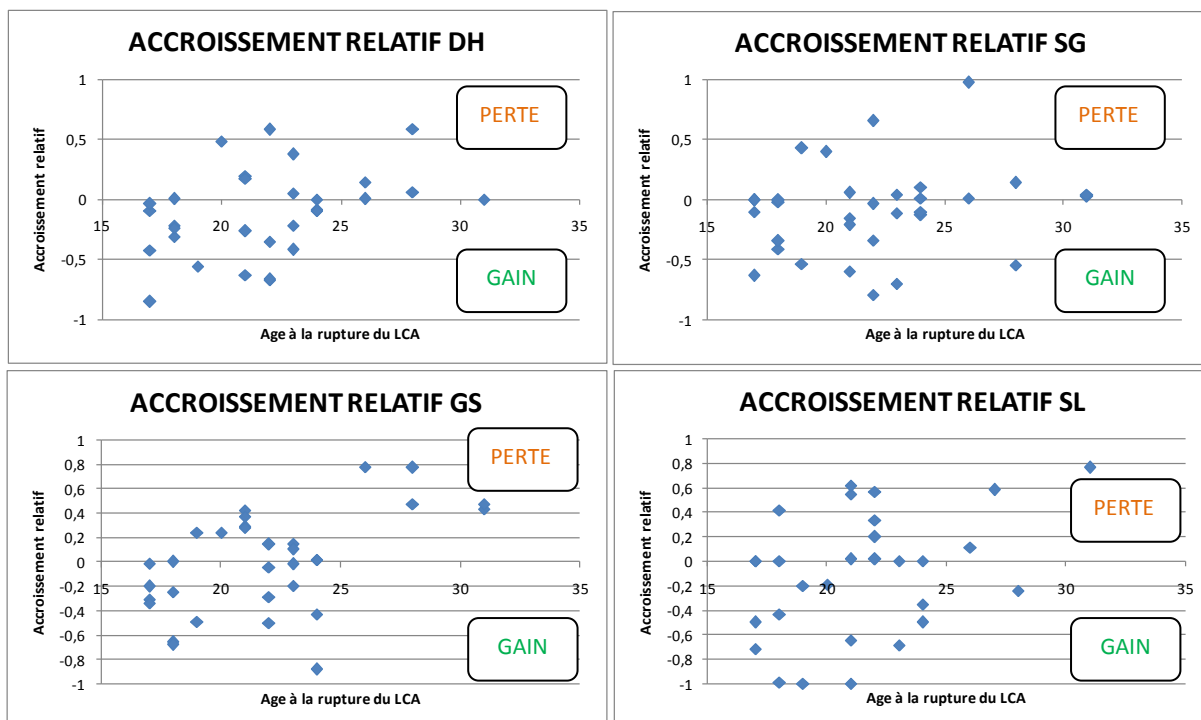 ACCROISSEMENT RELATIF DH
1
0,5
0
-0,5
-1
15 20 25 30 35
Accroissement relatif
Age à la rupture du LCA
PERTE
GAIN
ACCROISSEMENT RELATIF SG
1
0,5
0
-0,5
-1
15 20 25 30 35
Accroissement relatif
Age à la rupture du LCA
PERTE
GAIN
ACCROISSEMENT RELATIF GS
1
0,8
0,6
0,4
0,2
0
-0,2
-0,4
-0,6
-0,8
-1
15 20 25 30 35
Accroissement relatif
Age à la rupture du LCA
PERTE
GAIN
ACCROISSEMENT RELATIF SL
1
0,8
0,6
0,4
0,2
0
-0,2
-0,4
-0,6
-0,8
-1
15 20 25 30 35
Accroissement relatif
Age à la rupture du LCA
PERTE
GAIN